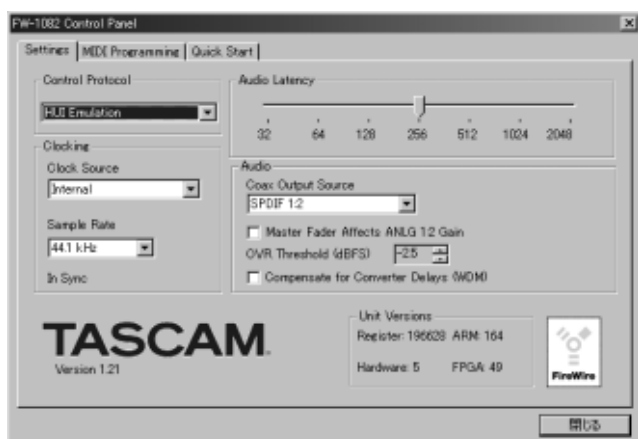 FW-1082 Control Panel
Settings MIDI Programming Quick Start
Control Protocol
HUI Emulation
Audio Latency
32 64 128 256 512 1024 2048
Clocking
Clock Source
Internal
Sample Rate
44.1 kHz
In Sync
Audio
Coax Output Source
SPDIF 1:2
Master Fader Affects ANLG 1:2 Gain
OVR Threshold (dBFS) -2.5
Compensate for Converter Delays (WDM)
TASCAM
Version 1.21
Unit Versions
Register: 196628 ARM: 164
Hardware: 5 FPGA: 49
FireWire
閉じる